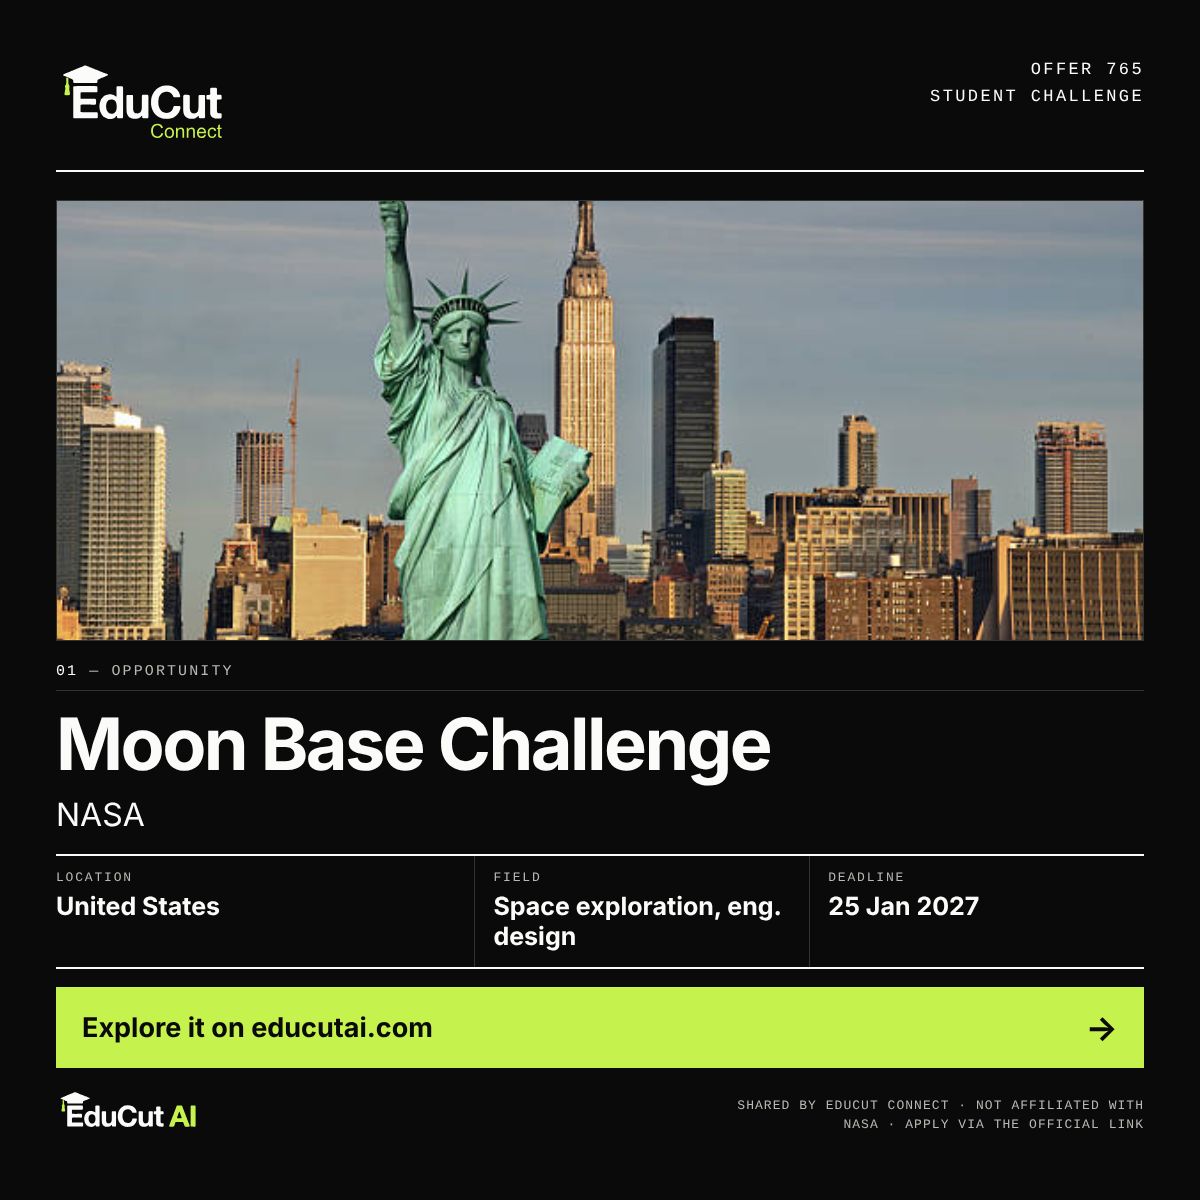 EduCut
Connect
OFFER 765
STUDENT CHALLENGE
01 — OPPORTUNITY
Moon Base Challenge
NASA
LOCATION
United States
FIELD
Space exploration, eng.
design
DEADLINE
25 Jan 2027
Explore it on educutai.com →
EduCut AI
SHARED BY EDUCUT CONNECT · NOT AFFILIATED WITH
NASA · APPLY VIA THE OFFICIAL LINK